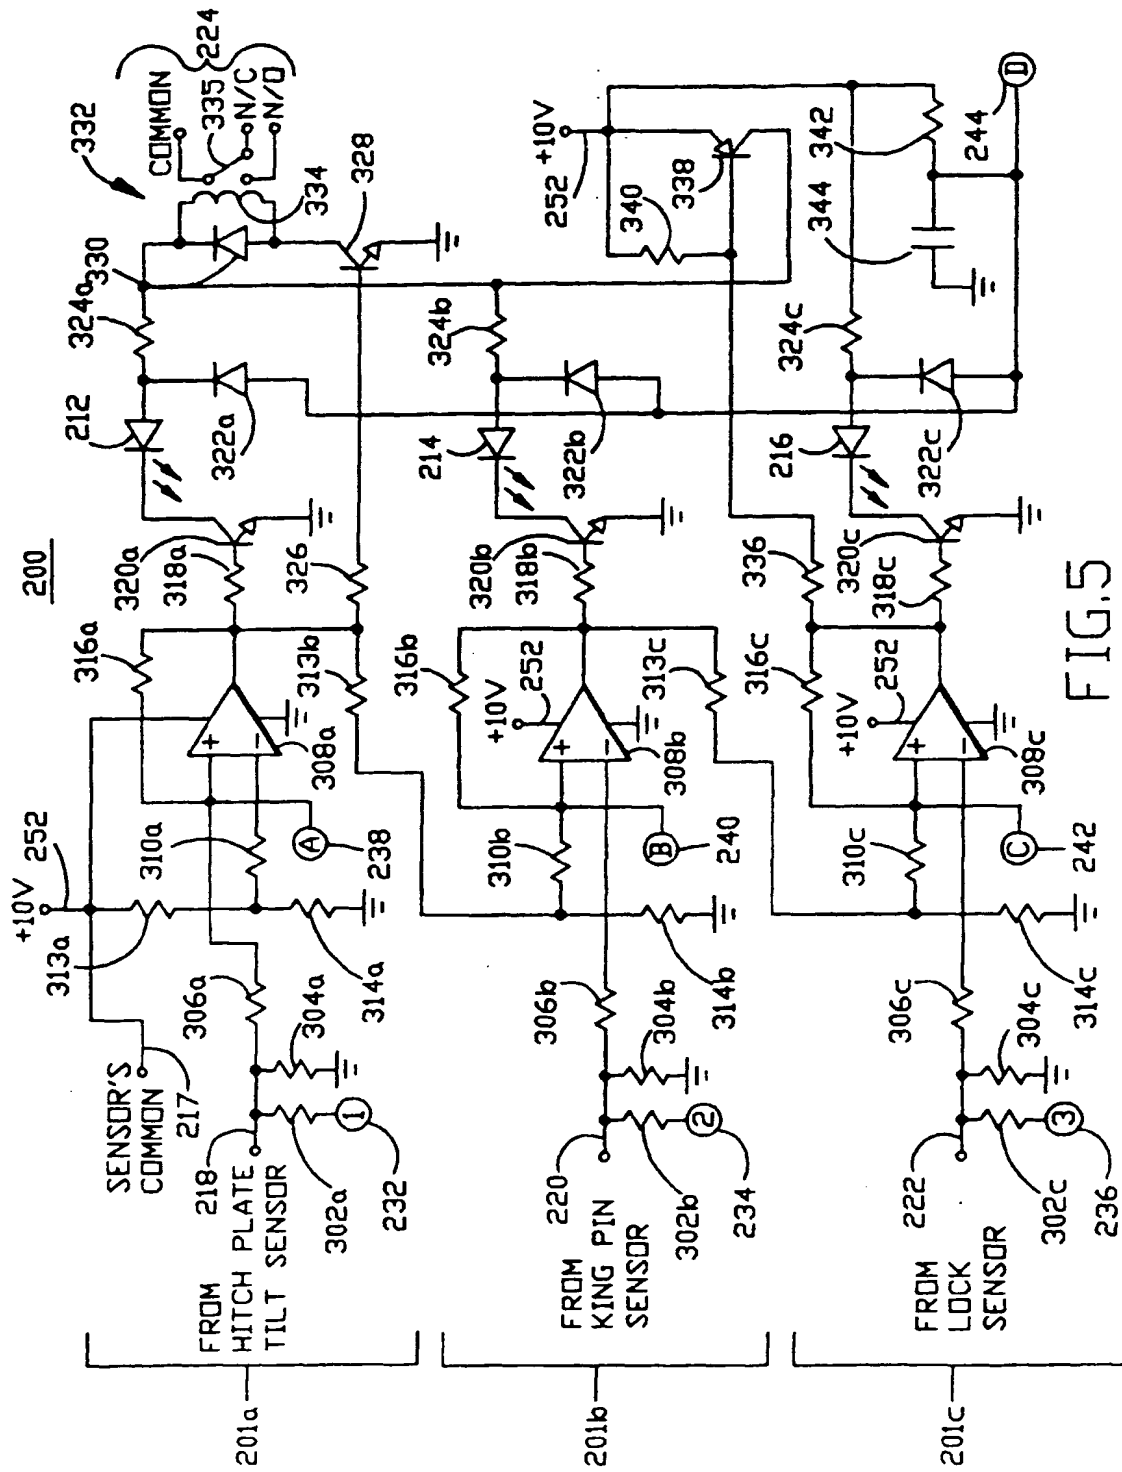 200
+10V
252
SENSOR'S
COMMON
217
313a
310a
316a
320a
318a
212
324a
330
332
COMMON
335
N/C
N/O
224
334
328
322a
326
313b
308a
+
−
A
238
314a
306a
304a
218
FROM
HITCH PLATE
TILT SENSOR
302a
1
232
201a
316b
+10V
252
320b
318b
214
324b
322b
313c
308b
+
−
310b
B
240
314b
306b
304b
220
FROM
KING PIN
SENSOR
302b
2
234
201b
252
+10V
340
338
336
316c
+10V
252
320c
318c
216
324c
322c
344
342
244
D
308c
+
−
310c
C
242
314c
306c
304c
222
FROM
LOCK
SENSOR
302c
3
236
201c
FIG.5